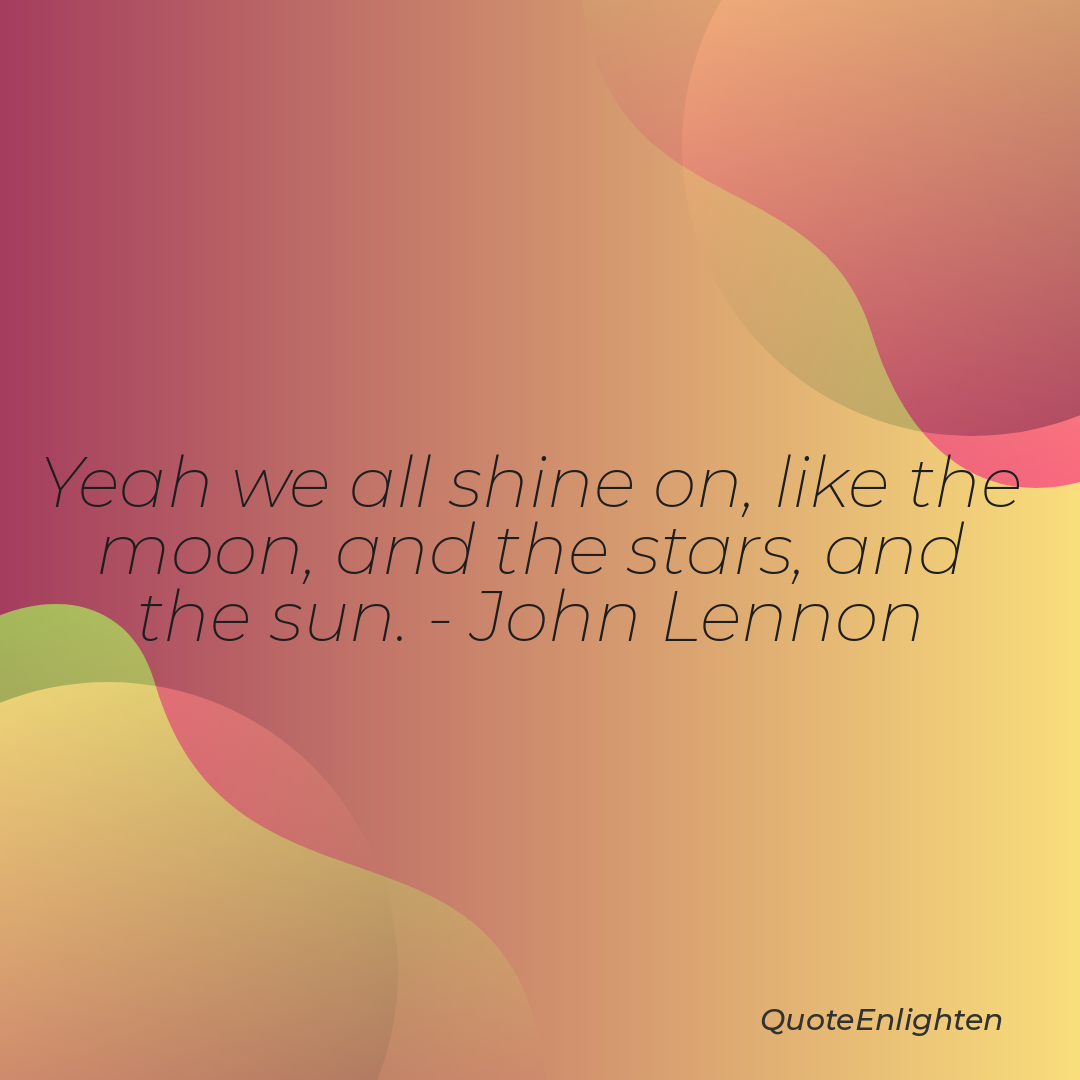 Yeah we all shine on, like the
moon, and the stars, and
the sun. - John Lennon
QuoteEnlighten